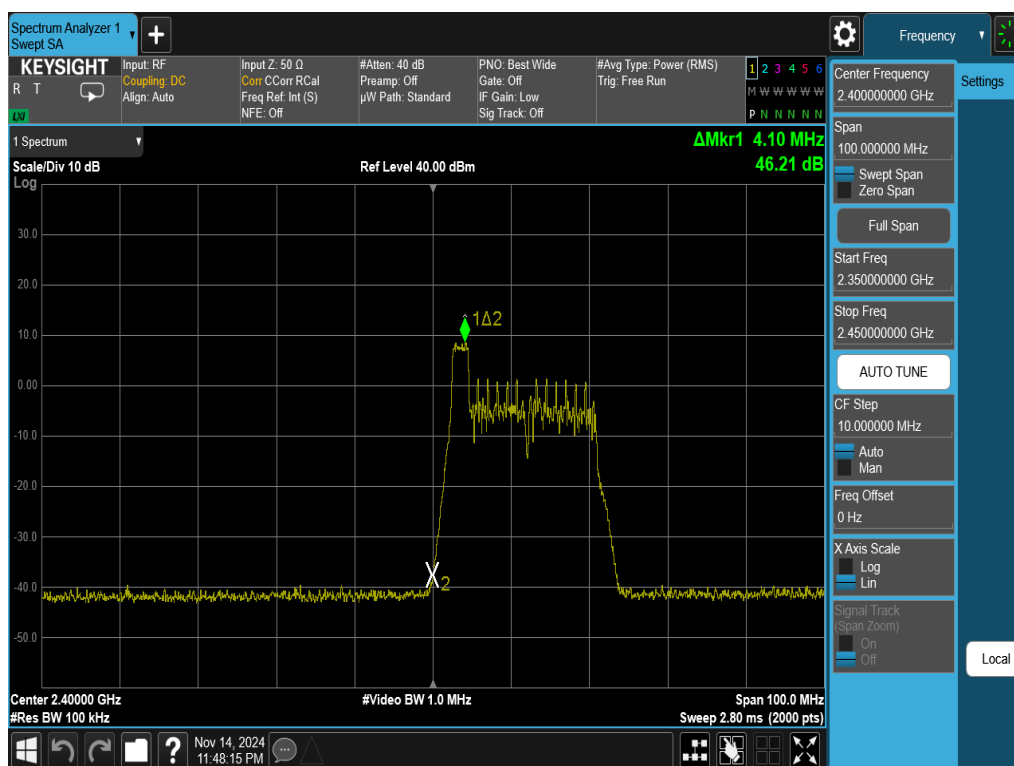 Spectrum Analyzer 1
Swept SA
+
Frequency
KEYSIGHT
R T
LXI
Input: RF
Coupling: DC
Align: Auto
Input Z: 50 Ω
Corr CCorr RCal
Freq Ref: Int (S)
NFE: Off
#Atten: 40 dB
Preamp: Off
µW Path: Standard
PNO: Best Wide
Gate: Off
IF Gain: Low
Sig Track: Off
#Avg Type: Power (RMS)
Trig: Free Run
1 2 3 4 5 6
M W W W W W
P N N N N N
1 Spectrum
Scale/Div 10 dB
Log
Ref Level 40.00 dBm
ΔMkr1 4.10 MHz
46.21 dB
30.0
20.0
10.0
0.00
-10.0
-20.0
-30.0
-40.0
-50.0
1Δ2
2
Center 2.40000 GHz
#Res BW 100 kHz
#Video BW 1.0 MHz
Span 100.0 MHz
Sweep 2.80 ms (2000 pts)
Center Frequency
2.400000000 GHz
Span
100.000000 MHz
Swept Span
Zero Span
Full Span
Start Freq
2.350000000 GHz
Stop Freq
2.450000000 GHz
AUTO TUNE
CF Step
10.000000 MHz
Auto
Man
Freq Offset
0 Hz
X Axis Scale
Log
Lin
Signal Track
(Span Zoom)
On
Off
Settings
Local
?
Nov 14, 2024
11:48:15 PM